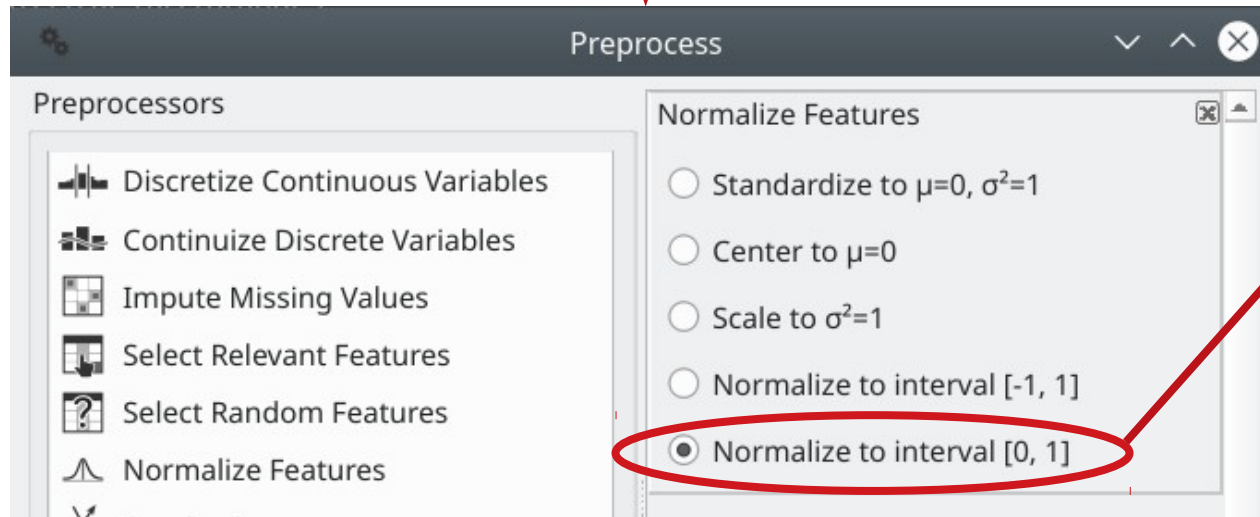 Preprocess
Preprocessors
Discretize Continuous Variables
Continuize Discrete Variables
Impute Missing Values
Select Relevant Features
Select Random Features
Normalize Features
Normalize Features
Standardize to μ=0, σ²=1
Center to μ=0
Scale to σ²=1
Normalize to interval [-1, 1]
Normalize to interval [0, 1]